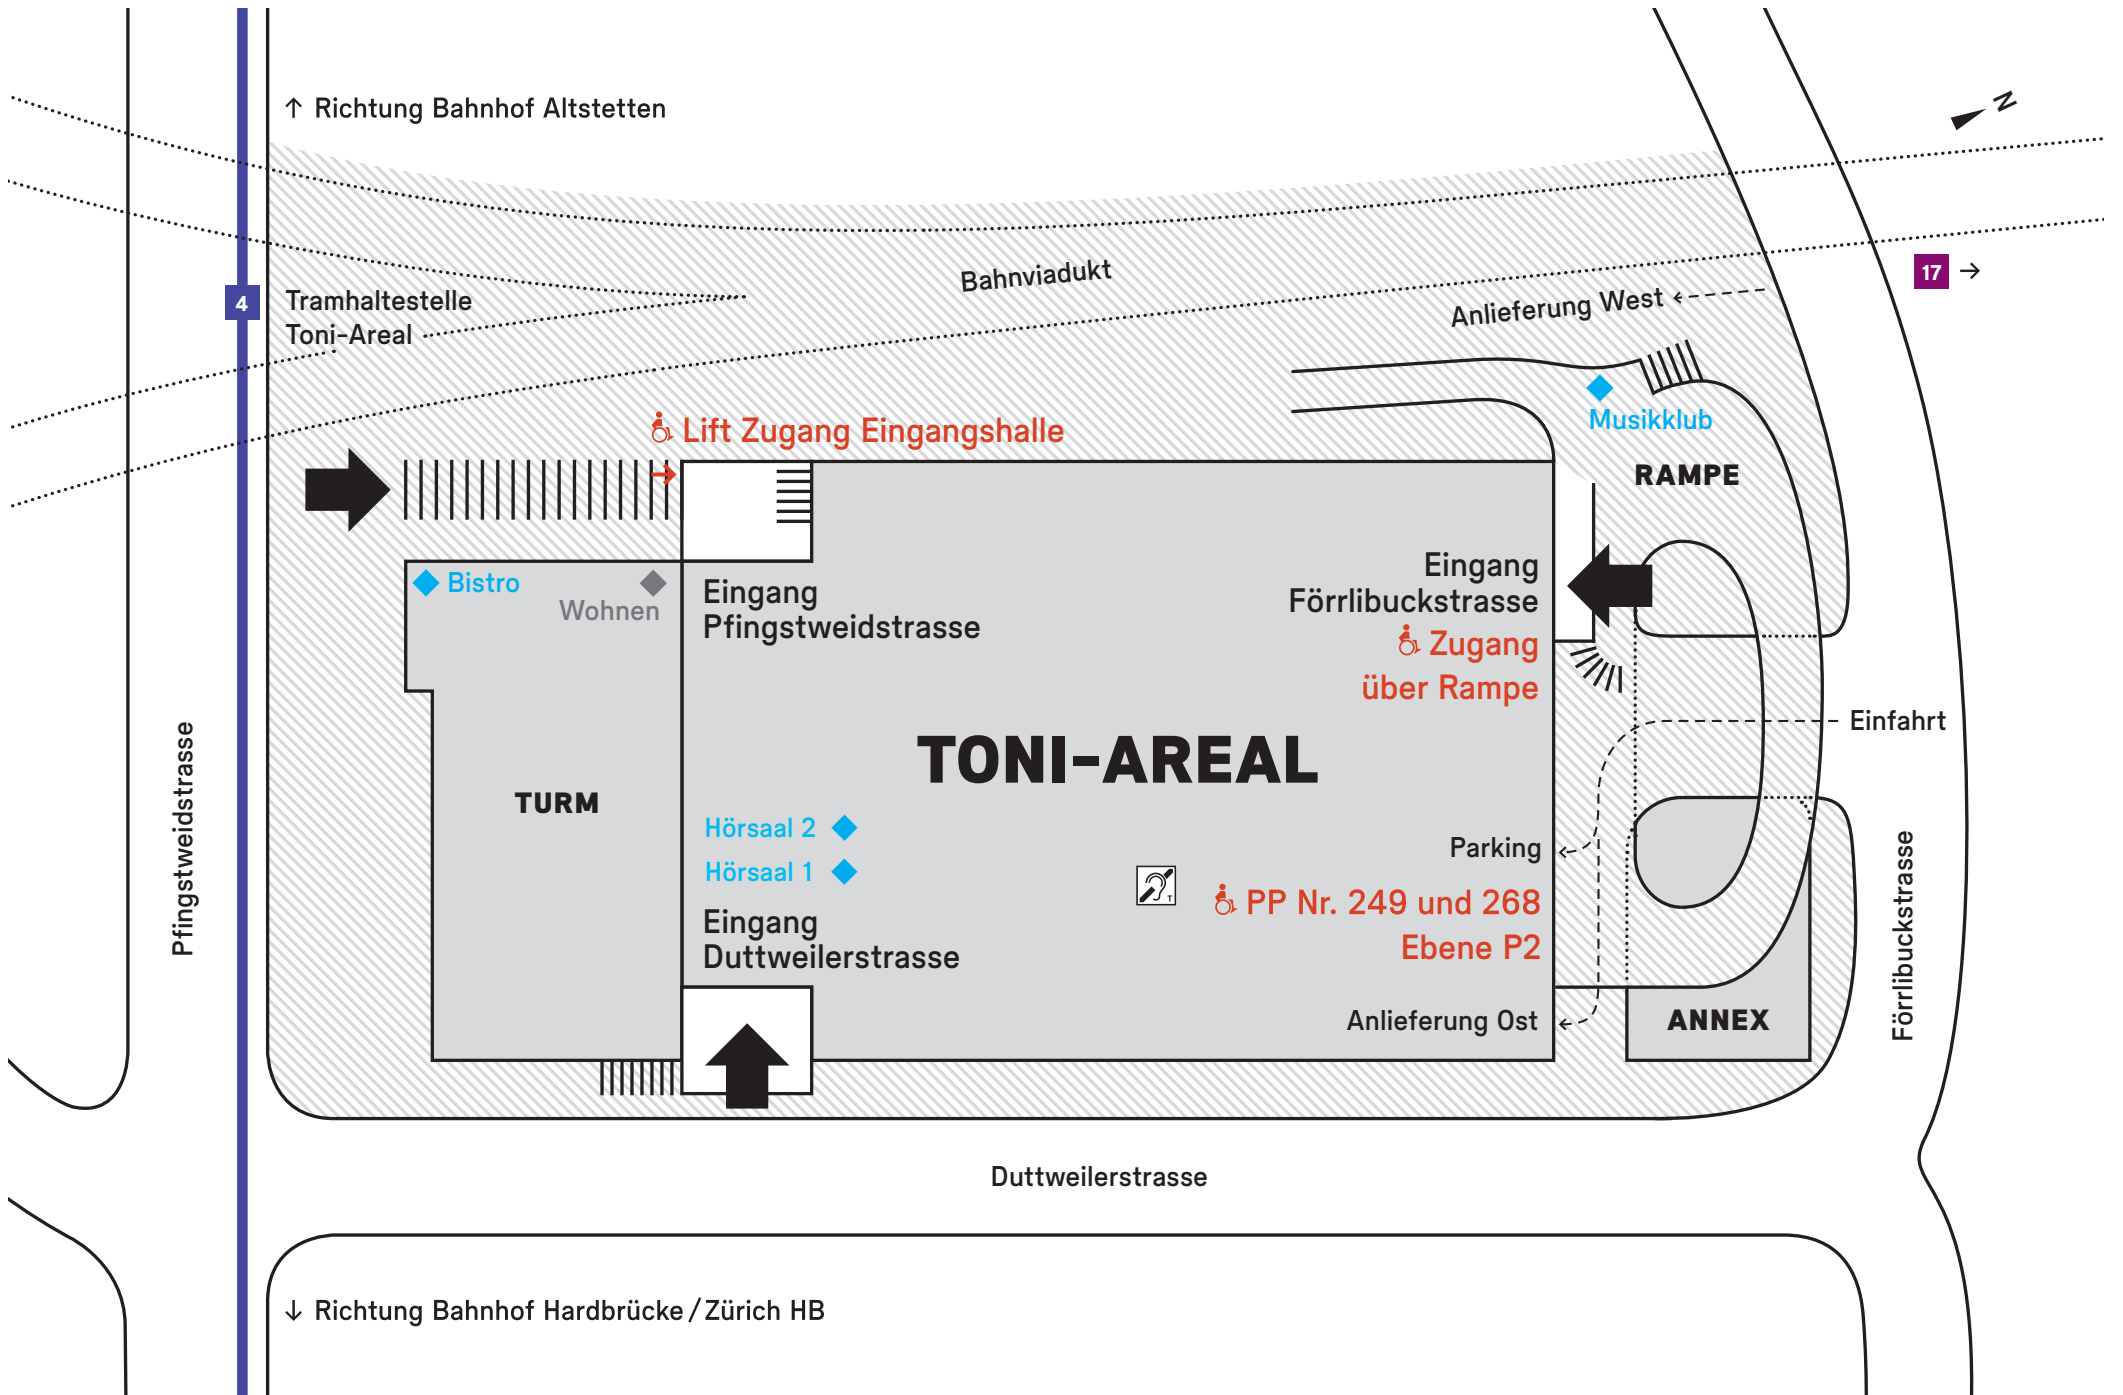 ↑ Richtung Bahnhof Altstetten
N
Bahnviadukt
17 →
4
Tramhaltestelle
Toni-Areal
Anlieferung West
Musikklub
Lift Zugang Eingangshalle
→
RAMPE
Bistro
Wohnen
Eingang
Pfingstweidstrasse
Eingang
Förrlibuckstrasse
Zugang
über Rampe
Einfahrt
TONI-AREAL
TURM
Pfingstweidstrasse
Hörsaal 2
Hörsaal 1
Parking
Förrlibuckstrasse
T
PP Nr. 249 und 268
Ebene P2
Eingang
Duttweilerstrasse
Anlieferung Ost
ANNEX
Duttweilerstrasse
↓ Richtung Bahnhof Hardbrücke / Zürich HB